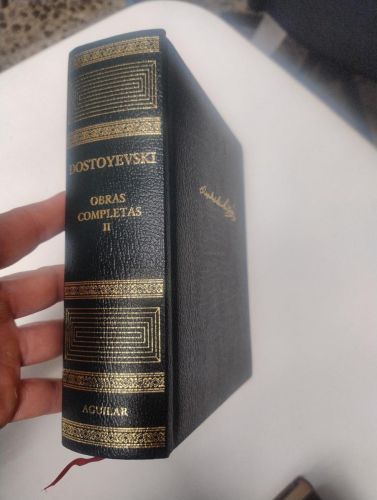 DOSTOYEVSKI
OBRAS
COMPLETAS
II
AGUILAR